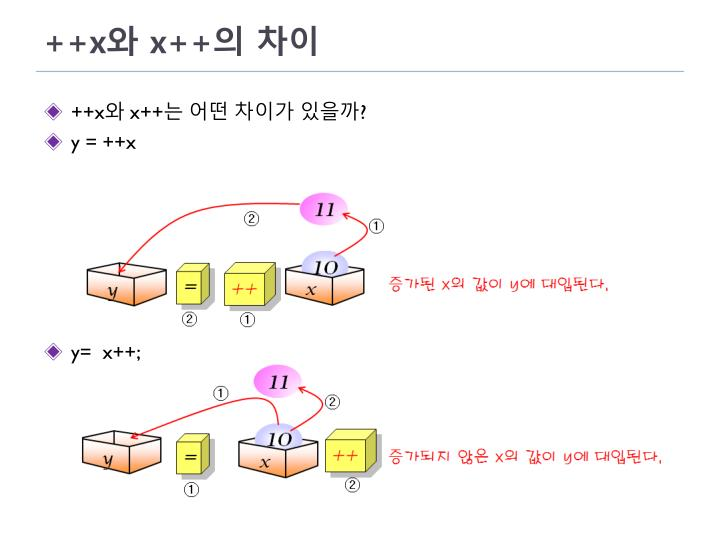 ++x와 x++의 차이
++x와 x++는 어떤 차이가 있을까?
y = ++x
11
② ①
10
y = ++ x
증가된 x의 값이 y에 대입된다.
② ①
y= x++;
11
① ②
10
y = x ++
증가되지 않은 x의 값이 y에 대입된다.
① ②